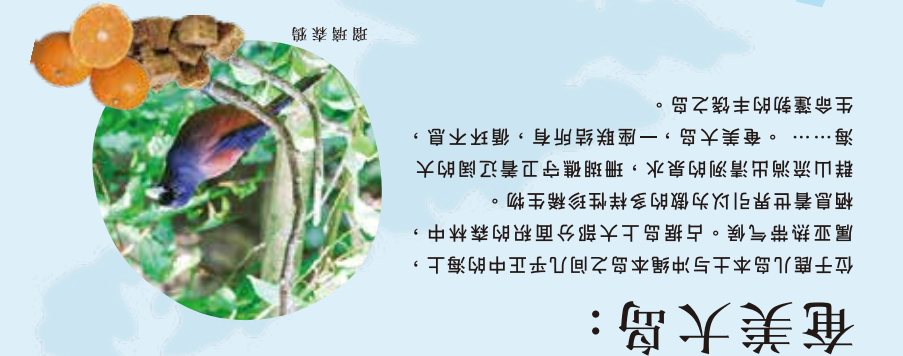 奄美大岛：
位于鹿儿岛本土与冲绳本岛之间几乎正中的海上，
属亚热带气候。占据岛上大部分面积的森林中，
栖息着世界引以为傲的多样性珍稀生物。
群山流淌出清冽的泉水，珊瑚礁守卫着辽阔的大
海……。奄美大岛，一座联结所有，循环不息，
生命蓬勃的丰饶之岛。
瑠璃森鸦